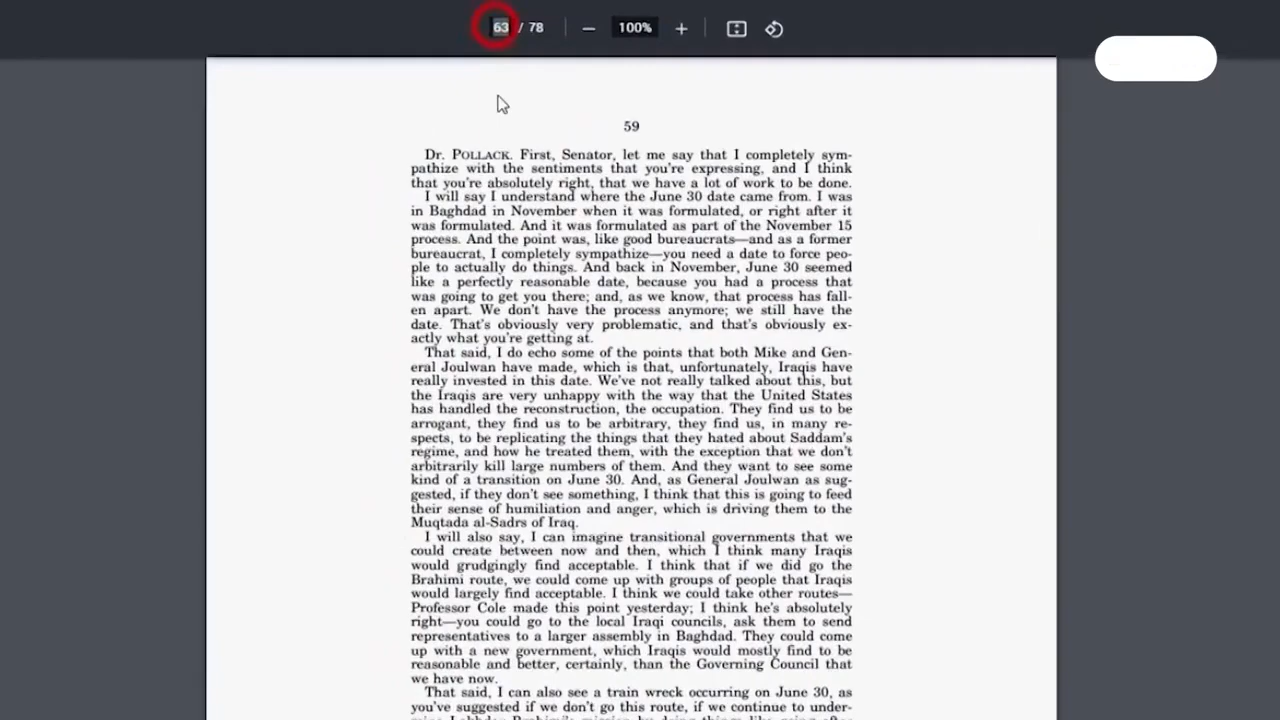 63 / 78 100%
59
Dr. POLLACK. First, Senator, let me say that I completely sym-
pathize with the sentiments that you're expressing, and I think
that you're absolutely right, that we have a lot of work to be done.
I will say I understand where the June 30 date came from. I was
in Baghdad in November when it was formulated, or right after it
was formulated. And it was formulated as part of the November 15
process. And the point was, like good bureaucrats—and as a former
bureaucrat, I completely sympathize—you need a date to force peo-
ple to actually do things. And back in November, June 30 seemed
like a perfectly reasonable date, because you had a process that
was going to get you there; and, as we know, that process has fall-
en apart. We don't have the process anymore; we still have the
date. That's obviously very problematic, and that's obviously ex-
actly what you're getting at.
That said, I do echo some of the points that both Mike and Gen-
eral Joulwan have made, which is that, unfortunately, Iraqis have
really invested in this date. We've not really talked about this, but
the Iraqis are very unhappy with the way that the United States
has handled the reconstruction, the occupation. They find us to be
arrogant, they find us to be arbitrary, they find us, in many re-
spects, to be replicating the things that they hated about Saddam's
regime, and how he treated them, with the exception that we don't
arbitrarily kill large numbers of them. And they want to see some
kind of a transition on June 30. And, as General Joulwan as sug-
gested, if they don't see something, I think that this is going to feed
their sense of humiliation and anger, which is driving them to the
Muqtada al-Sadrs of Iraq.
I will also say, I can imagine transitional governments that we
could create between now and then, which I think many Iraqis
would grudgingly find acceptable. I think that if we did go the
Brahimi route, we could come up with groups of people that Iraqis
would largely find acceptable. I think we could take other routes—
Professor Cole made this point yesterday; I think he's absolutely
right—you could go to the local Iraqi councils, ask them to send
representatives to a larger assembly in Baghdad. They could come
up with a new government, which Iraqis would mostly find to be
reasonable and better, certainly, than the Governing Council that
we have now.
That said, I can also see a train wreck occurring on June 30, as
you've suggested if we don't go this route, if we continue to under-